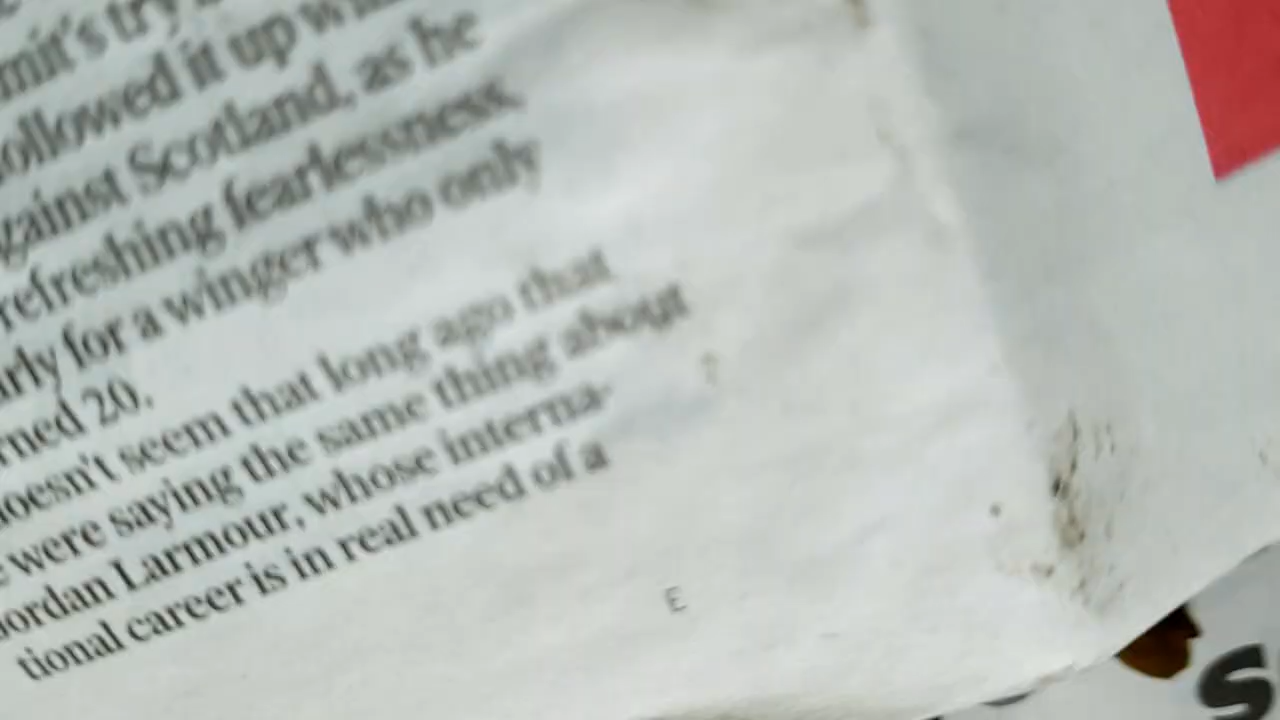 mit's try
ollowed it up
gainst Scotland, as he
refreshing fearlessness
rly for a winger who only
rned 20.
oesn't seem that long ago that
were saying the same thing about
Jordan Larmour, whose interna-
tional career is in real need of a
E
S